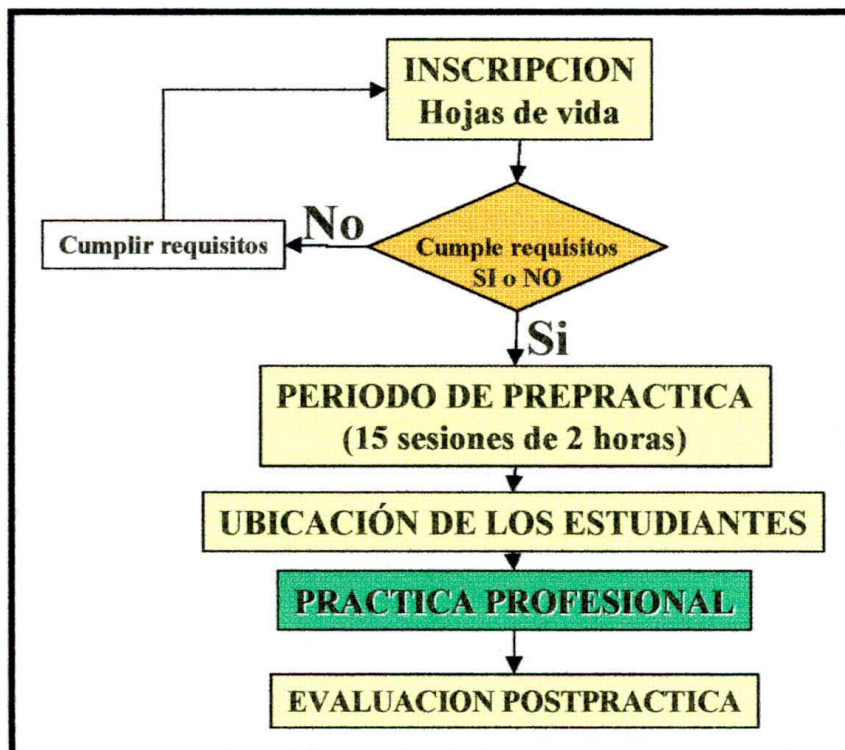 INSCRIPCION
Hojas de vida
No
Cumplir requisitos
Cumple requisitos
SI o NO
Si
PERIODO DE PREPRACTICA
(15 sesiones de 2 horas)
UBICACIÓN DE LOS ESTUDIANTES
PRACTICA PROFESIONAL
EVALUACION POSTPRACTICA